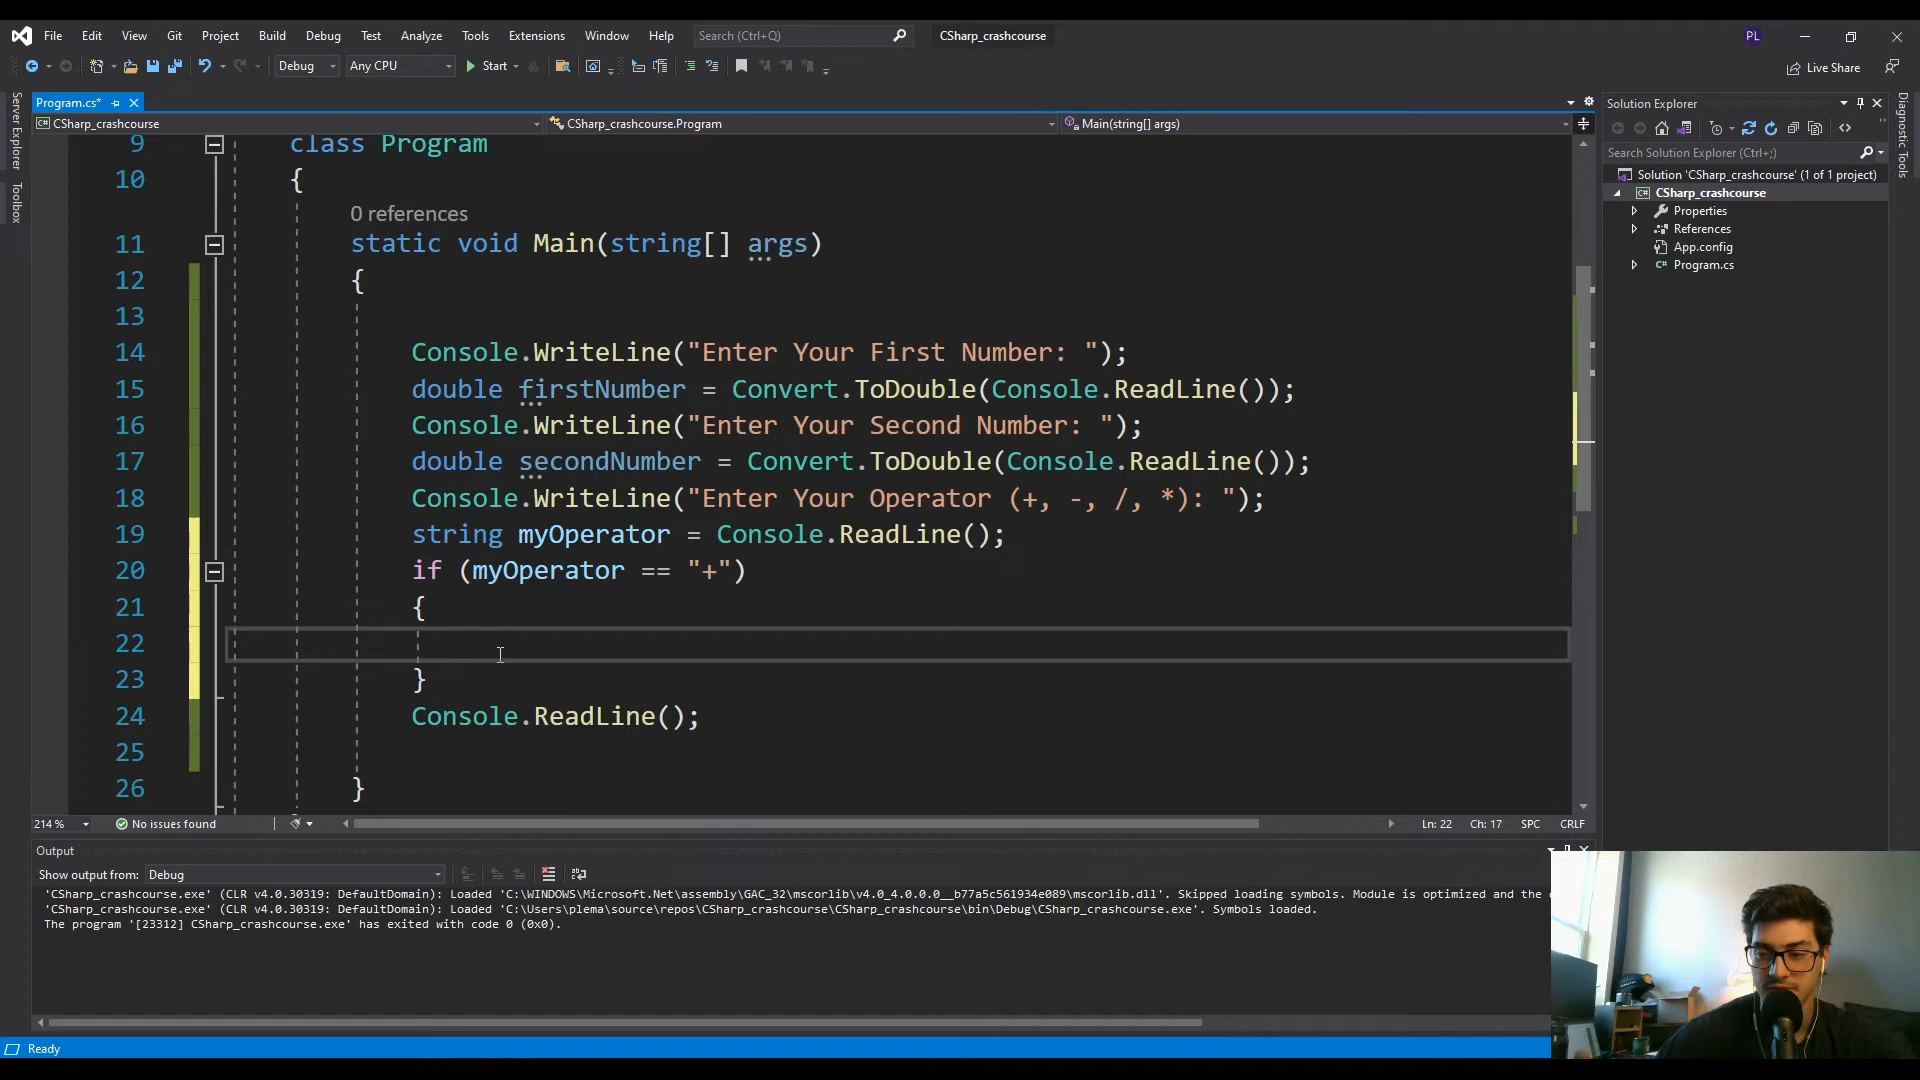 File Edit View Git Project Build Debug Test Analyze Tools Extensions Window Help Search (Ctrl+Q) CSharp_crashcourse PL
Debug Any CPU Start Live Share
Server Explorer
Toolbox
Program.cs*
CSharp_crashcourse CSharp_crashcourse.Program Main(string[] args)
9 class Program
10 {
0 references
11 static void Main(string[] args)
12 {
13
14 Console.WriteLine("Enter Your First Number: ");
15 double firstNumber = Convert.ToDouble(Console.ReadLine());
16 Console.WriteLine("Enter Your Second Number: ");
17 double secondNumber = Convert.ToDouble(Console.ReadLine());
18 Console.WriteLine("Enter Your Operator (+, -, /, *): ");
19 string myOperator = Console.ReadLine();
20 if (myOperator == "+")
21 {
22
23 }
24 Console.ReadLine();
25
26 }
214 % No issues found Ln: 22 Ch: 17 SPC CRLF
Output
Show output from: Debug
'CSharp_crashcourse.exe' (CLR v4.0.30319: DefaultDomain): Loaded 'C:\WINDOWS\Microsoft.Net\assembly\GAC_32\mscorlib\v4.0_4.0.0.0__b77a5c561934e089\mscorlib.dll'. Skipped loading symbols. Module is optimized and the
'CSharp_crashcourse.exe' (CLR v4.0.30319: DefaultDomain): Loaded 'C:\Users\plema\source\repos\CSharp_crashcourse\CSharp_crashcourse\bin\Debug\CSharp_crashcourse.exe'. Symbols loaded.
The program '[23312] CSharp_crashcourse.exe' has exited with code 0 (0x0).
Ready
Solution Explorer
Search Solution Explorer (Ctrl+;)
Solution 'CSharp_crashcourse' (1 of 1 project)
CSharp_crashcourse
Properties
References
App.config
Program.cs
Diagnostic Tools